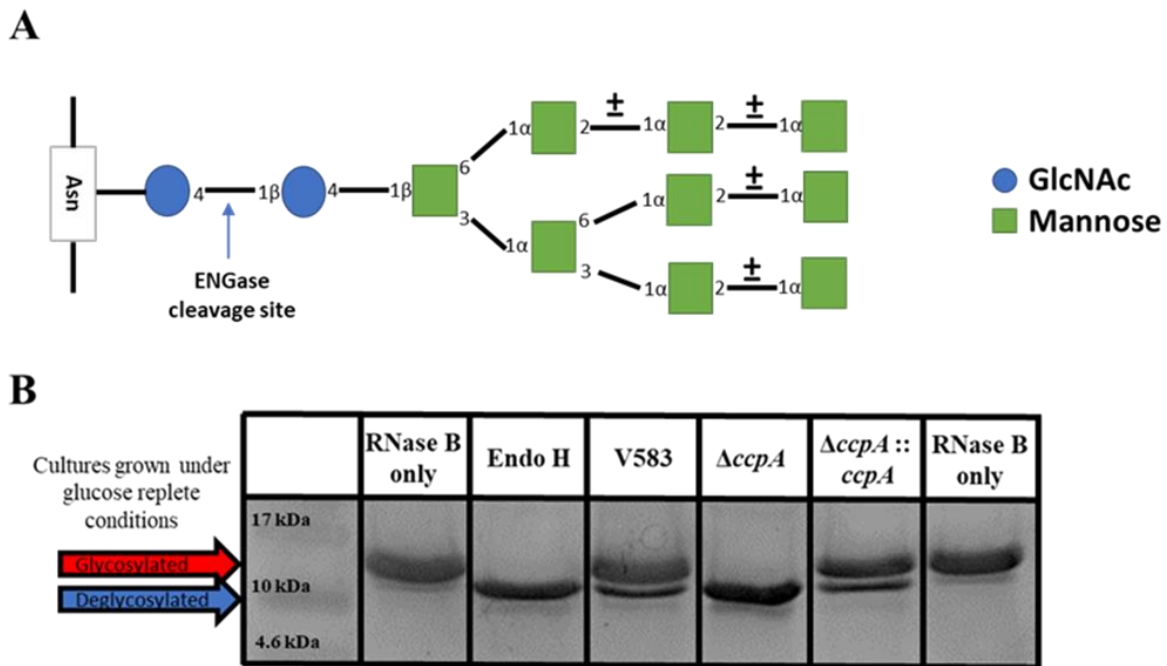 A
Asn
4
1β
4
1β
6
3
1α
2
±
1α
2
±
1α
1α
6
1α
2
±
1α
3
1α
2
±
1α
ENGase
cleavage site
GlcNAc
Mannose
B
Cultures grown under
glucose replete
conditions
Glycosylated
Deglycosylated
RNase B
only
Endo H
V583
ΔccpA
ΔccpA ::
ccpA
RNase B
only
17 kDa
10 kDa
4.6 kDa